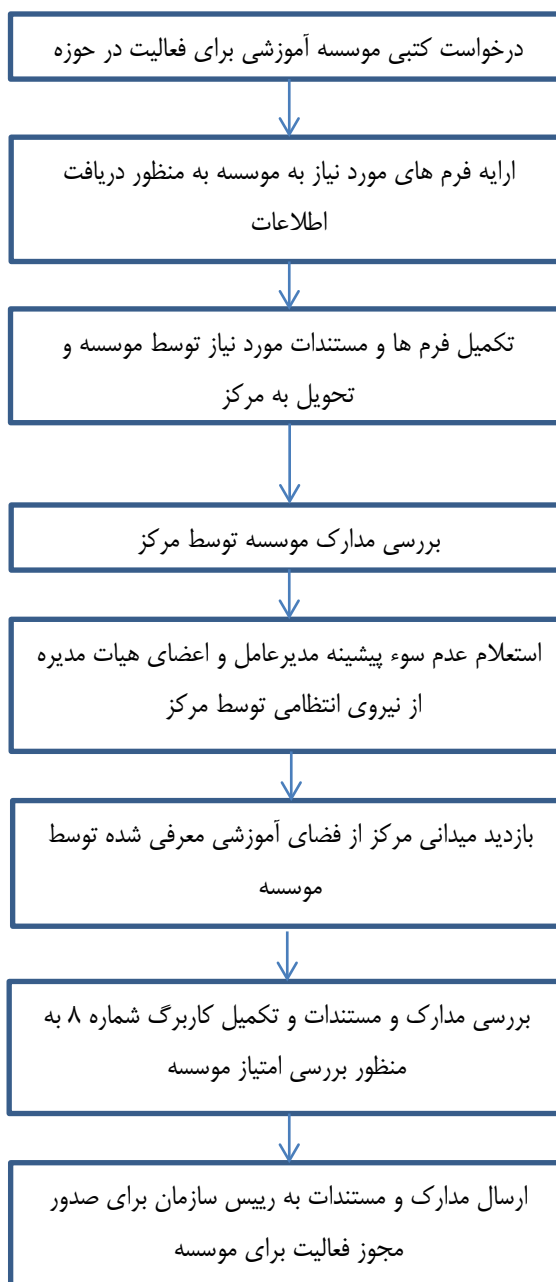 درخواست کتبی موسسه آموزشی برای فعالیت در حوزه
ارایه فرم های مورد نیاز به موسسه به منظور دریافت
اطلاعات
تکمیل فرم ها و مستندات مورد نیاز توسط موسسه و
تحویل به مرکز
بررسی مدارک موسسه توسط مرکز
استعلام عدم سوء پیشینه مدیرعامل و اعضای هیات مدیره
از نیروی انتظامی توسط مرکز
بازدید میدانی مرکز از فضای آموزشی معرفی شده توسط
موسسه
بررسی مدارک و مستندات و تکمیل کاربرگ شماره ۸ به
منظور بررسی امتیاز موسسه
ارسال مدارک و مستندات به رییس سازمان برای صدور
مجوز فعالیت برای موسسه